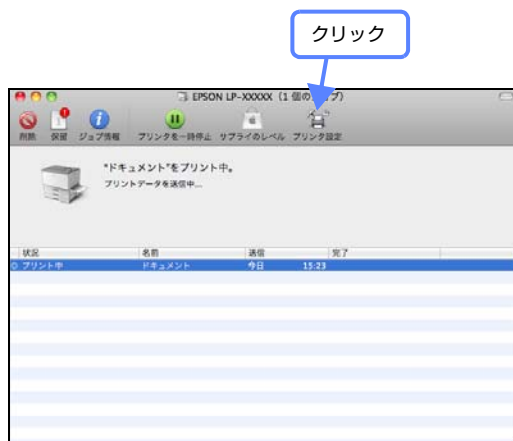 クリック
EPSON LP-XXXXX（1 個のジョブ）
削除 保留 ジョブ情報 プリンタを一時停止 サプライのレベル プリンタ設定
"ドキュメント"をプリント中。
プリントデータを送信中...
状況 名前 送信 完了
プリント中 ドキュメント 今日 15:23